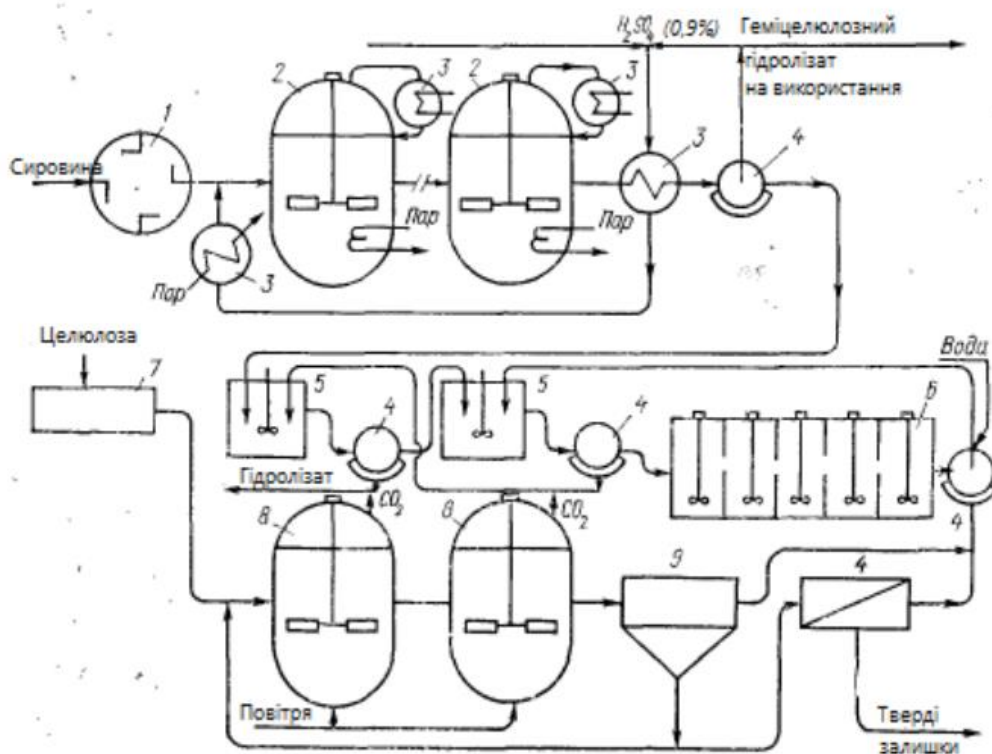 H₂SO₄ (0,9%)
Геміцелюлозний
гідролізат
на використання
1
2
3
2
3
3
4
Сировина
Пар
Пар
Пар
3
Целюлоза
7
5
5
4
4
Води
6
Гідролізат
CO₂
CO₂
4
8
8
9
4
Повітря
Тверді
залишки